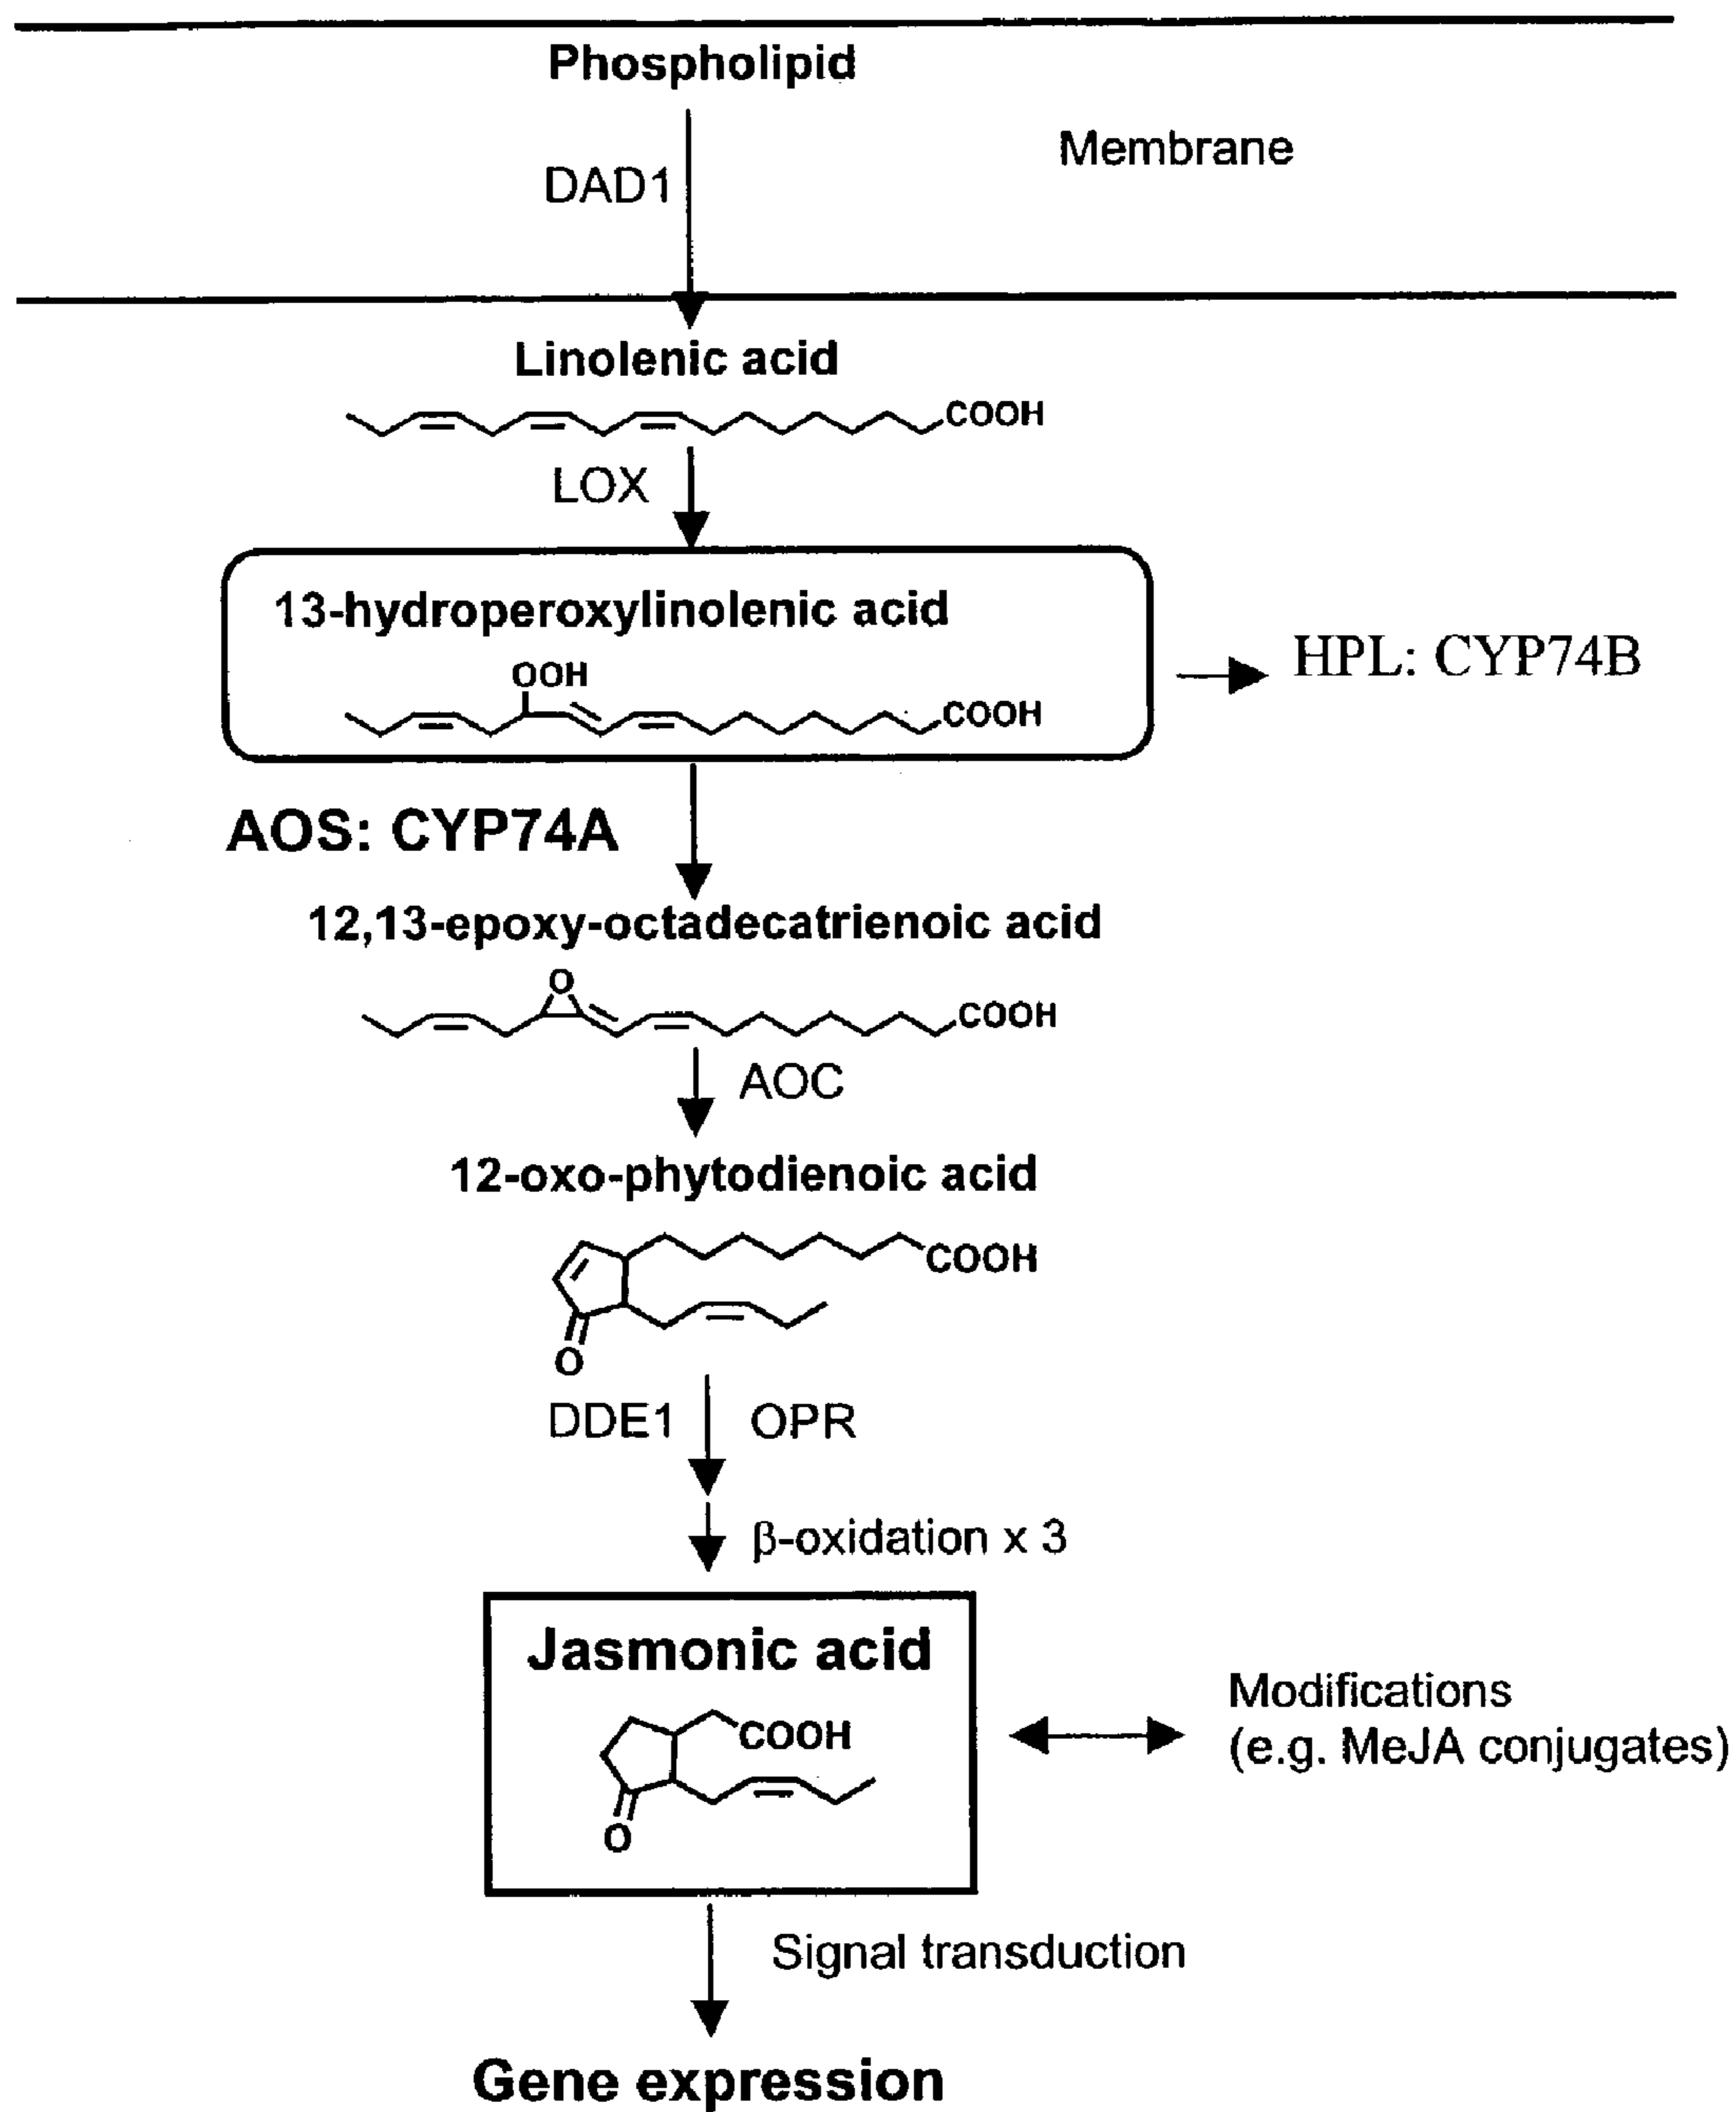 Phospholipid
Membrane
DAD1
Linolenic acid
COOH
LOX
13-hydroperoxylinolenic acid
OOH
COOH
HPL: CYP74B
AOS: CYP74A
12,13-epoxy-octadecatrienoic acid
O
COOH
AOC
12-oxo-phytodienoic acid
COOH
O
DDE1 OPR
β-oxidation x 3
Jasmonic acid
COOH
O
Modifications
(e.g. MeJA conjugates)
Signal transduction
Gene expression